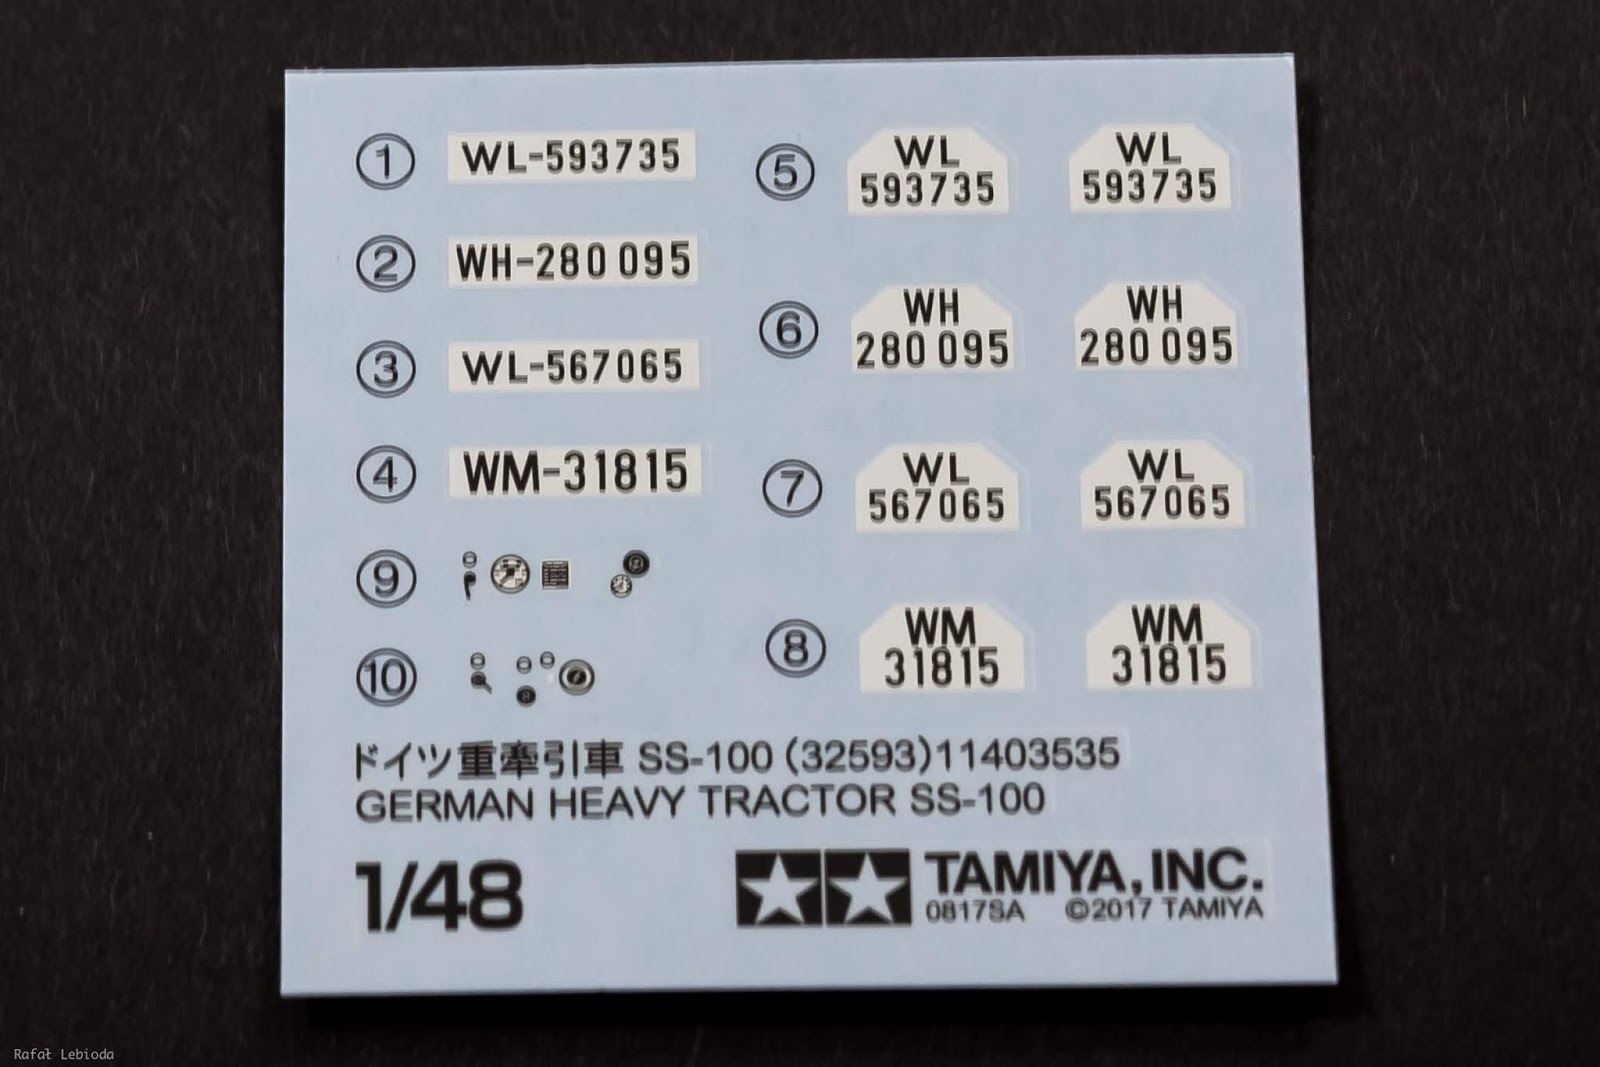 ① WL-593735
② WH-280 095
③ WL-567065
④ WM-31815
⑨
⑩
⑤ WL WL
593735 593735
⑥ WH WH
280 095 280 095
⑦ WL WL
567065 567065
⑧ WM WM
31815 31815
ドイツ重牽引車 SS-100 (32593)11403535
GERMAN HEAVY TRACTOR SS-100
1/48
TAMIYA, INC.
0817SA ©2017 TAMIYA
Rafał Lebioda